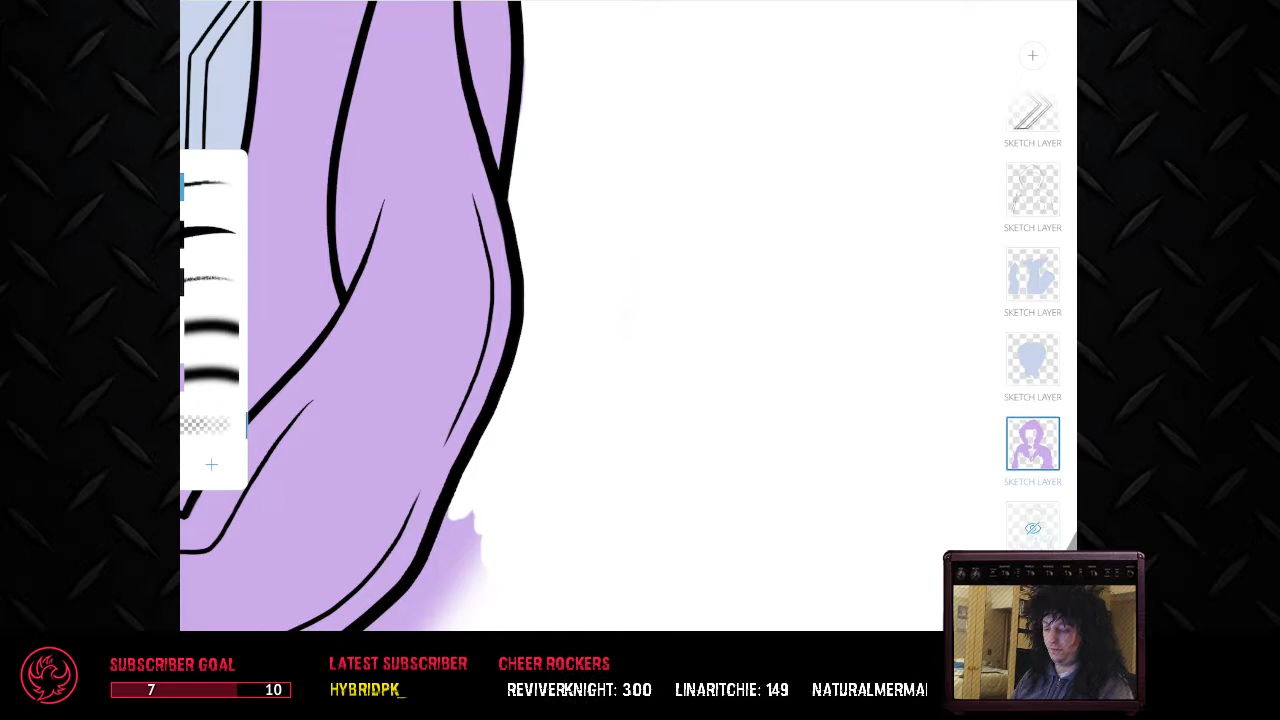 SKETCH LAYER
SKETCH LAYER
SKETCH LAYER
SKETCH LAYER
SKETCH LAYER
SUBSCRIBER GOAL
7 10
LATEST SUBSCRIBER
HYBRIDPK_
CHEER ROCKERS
REVIVERKNIGHT: 300 LINARITCHIE: 149 NATURALMERMAI